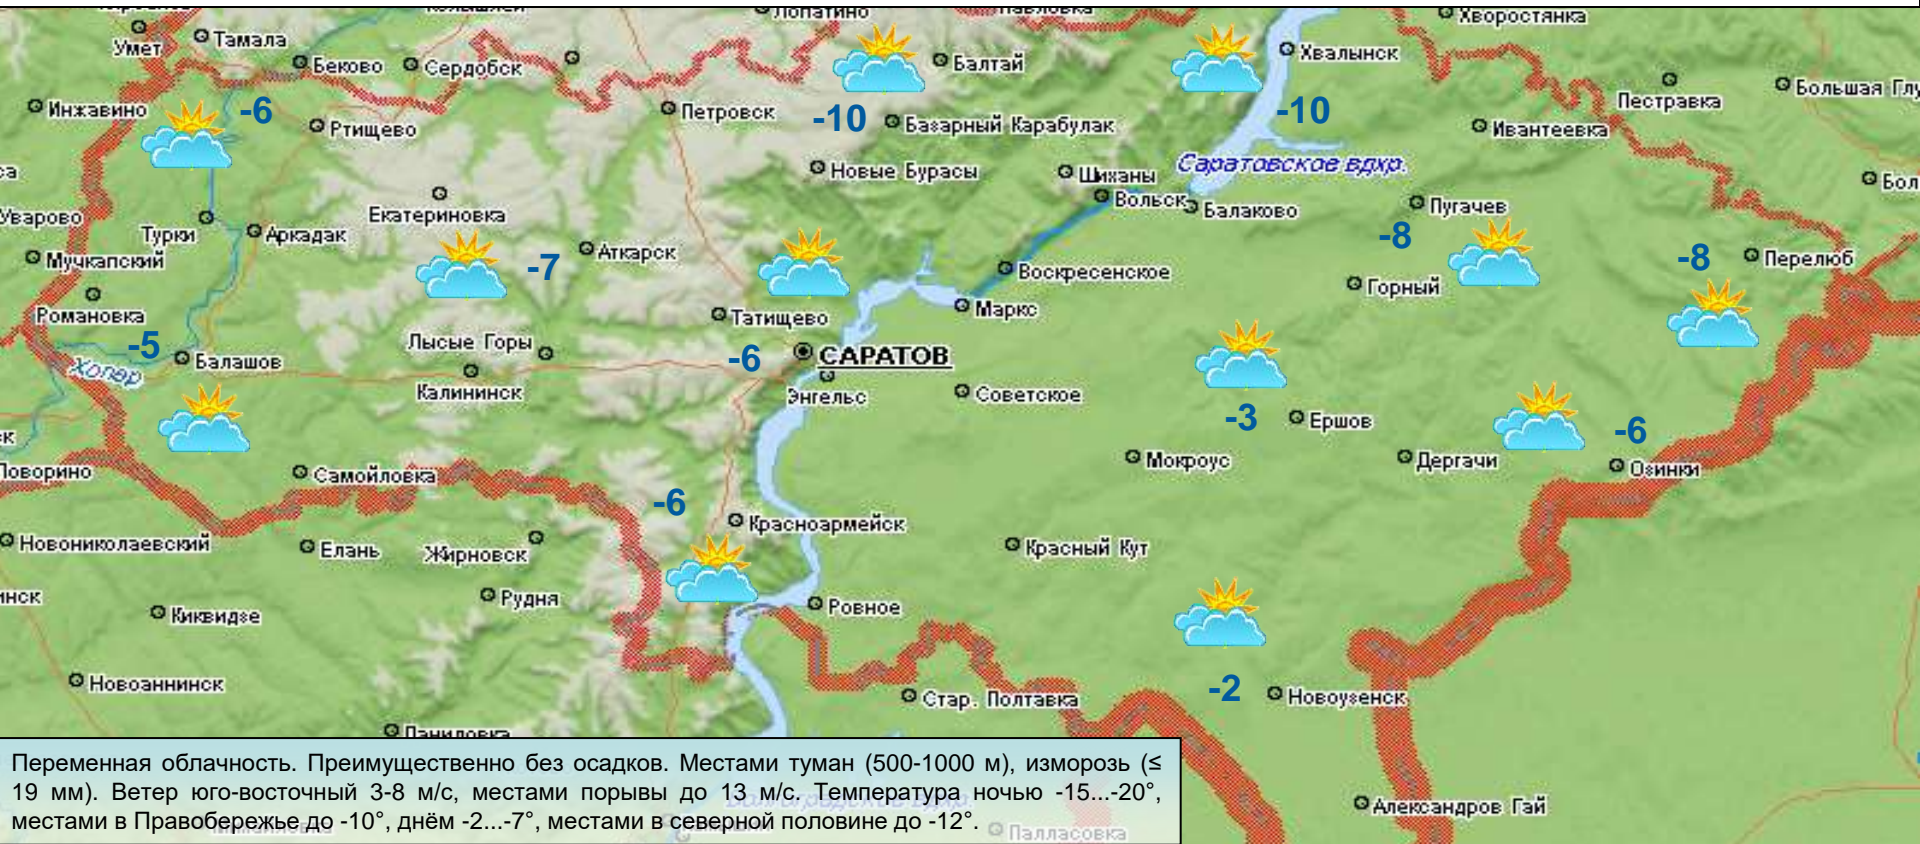 Лопатино
Хворостянка
Умет
Тамала
Беково
Сердобск
Балтай
Хвалынск
Пестравка
Большая Глу
Инжавино
-6
Ртищево
Петровск
-10
Базарный Карабулак
-10
Ивантеевка
Саратовское вдхр.
Новые Бурасы
Шиханы
Вольск
Балаково
Пугачев
Бол
Уварово
Екатериновка
Турки
Аркадак
Аткарск
-7
-8
-8
Перелюб
Мучкапский
Воскресенское
Горный
Романовка
Татищево
Маркс
-5
Балашов
Хопер
Лысые Горы
Калининск
-6
САРАТОВ
Энгельс
Советское
-3
Ершов
-6
Поворино
Самойловка
Мокроус
Дергачи
Озинки
-6
Красноармейск
Новониколаевский
Елань
Жирновск
Красный Кут
инск
Киквидзе
Рудня
Ровное
Новоаннинск
Стар. Полтавка
-2
Новоузенск
Даниловка
Переменная облачность. Преимущественно без осадков. Местами туман (500-1000 м), изморозь (≤
19 мм). Ветер юго-восточный 3-8 м/с, местами порывы до 13 м/с. Температура ночью -15...-20°,
местами в Правобережье до -10°, днём -2...-7°, местами в северной половине до -12°.
Александров Гай
Палласовка